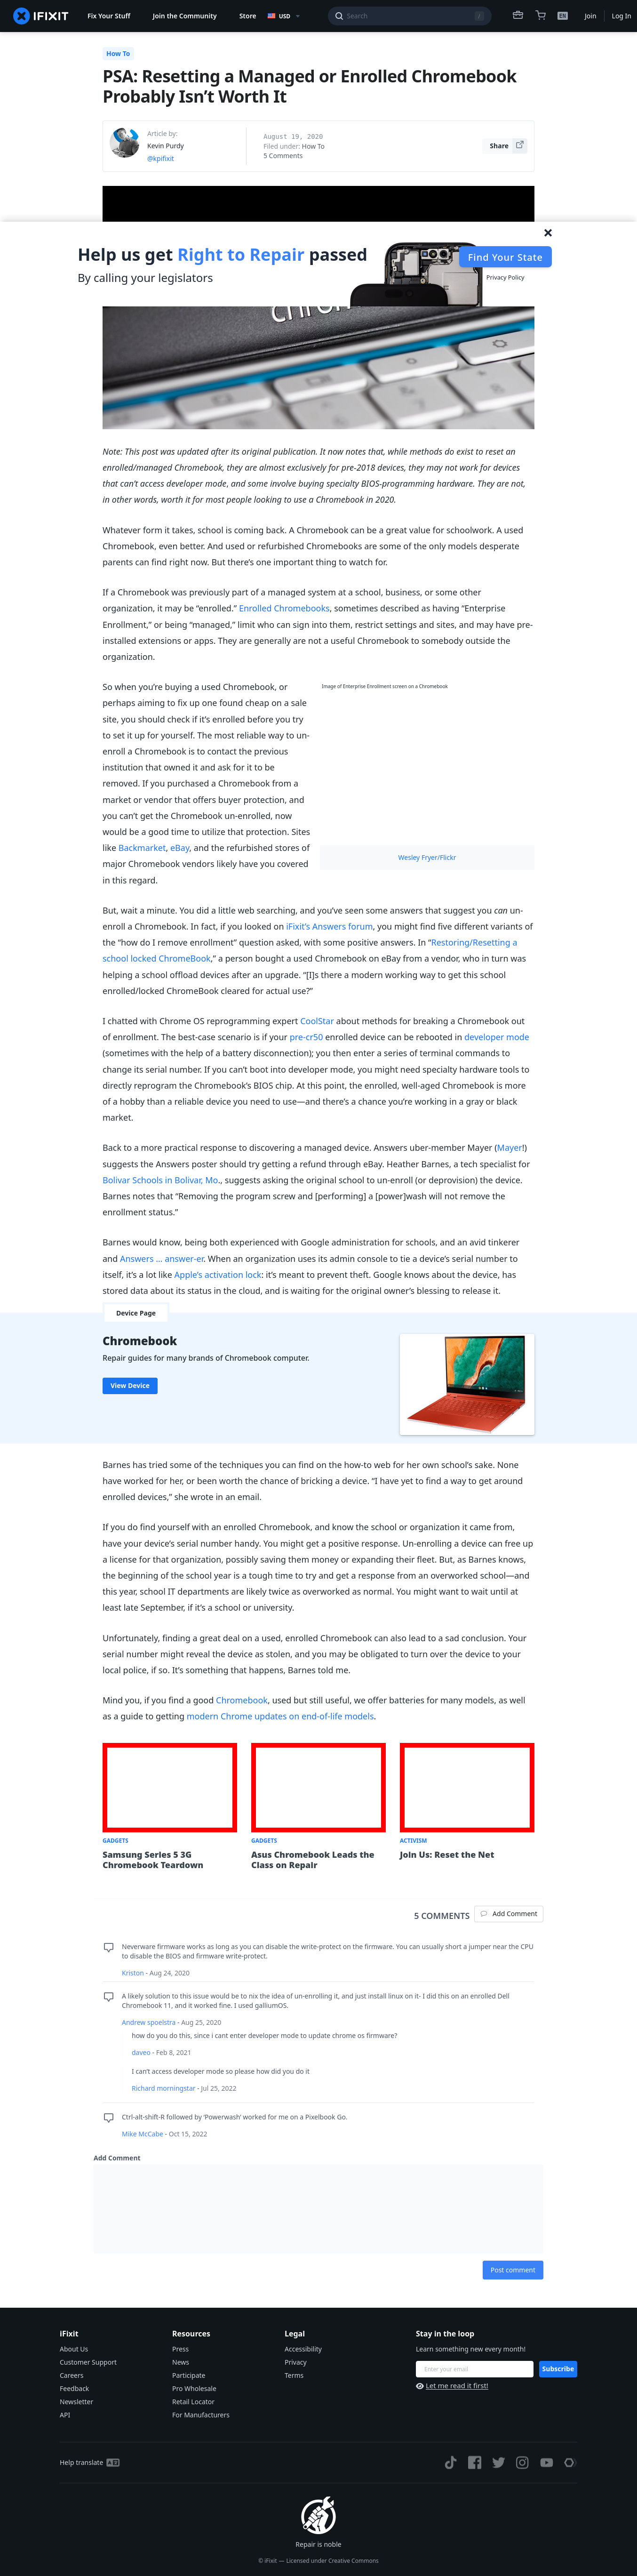 IFIXIT
Fix Your Stuff
Join the Community
Store
USD
Search
/
EN
Join
Log In
How To
PSA: Resetting a Managed or Enrolled Chromebook
Probably Isn’t Worth It
Article by:
Kevin Purdy
@kpifixit
August 19, 2020
Filed under: How To
5 Comments
Share
Help us get Right to Repair passed
By calling your legislators
Find Your State
Privacy Policy
Note: This post was updated after its original publication. It now notes that, while methods do exist to reset an
enrolled/managed Chromebook, they are almost exclusively for pre-2018 devices, they may not work for devices
that can’t access developer mode, and some involve buying specialty BIOS-programming hardware. They are not,
in other words, worth it for most people looking to use a Chromebook in 2020.
Whatever form it takes, school is coming back. A Chromebook can be a great value for schoolwork. A used
Chromebook, even better. And used or refurbished Chromebooks are some of the only models desperate
parents can find right now. But there’s one important thing to watch for.
If a Chromebook was previously part of a managed system at a school, business, or some other
organization, it may be “enrolled.” Enrolled Chromebooks, sometimes described as having “Enterprise
Enrollment,” or being “managed,” limit who can sign into them, restrict settings and sites, and may have pre-
installed extensions or apps. They are generally are not a useful Chromebook to somebody outside the
organization.
So when you’re buying a used Chromebook, or
perhaps aiming to fix up one found cheap on a sale
site, you should check if it’s enrolled before you try
to set it up for yourself. The most reliable way to un-
enroll a Chromebook is to contact the previous
institution that owned it and ask for it to be
removed. If you purchased a Chromebook from a
market or vendor that offers buyer protection, and
you can’t get the Chromebook un-enrolled, now
would be a good time to utilize that protection. Sites
like Backmarket, eBay, and the refurbished stores of
major Chromebook vendors likely have you covered
in this regard.
Image of Enterprise Enrollment screen on a Chromebook
Wesley Fryer/Flickr
But, wait a minute. You did a little web searching, and you’ve seen some answers that suggest you can un-
enroll a Chromebook. In fact, if you looked on iFixit’s Answers forum, you might find five different variants of
the “how do I remove enrollment” question asked, with some positive answers. In “Restoring/Resetting a
school locked ChromeBook,” a person bought a used Chromebook on eBay from a vendor, who in turn was
helping a school offload devices after an upgrade. “[I]s there a modern working way to get this school
enrolled/locked ChromeBook cleared for actual use?”
I chatted with Chrome OS reprogramming expert CoolStar about methods for breaking a Chromebook out
of enrollment. The best-case scenario is if your pre-cr50 enrolled device can be rebooted in developer mode
(sometimes with the help of a battery disconnection); you then enter a series of terminal commands to
change its serial number. If you can’t boot into developer mode, you might need specialty hardware tools to
directly reprogram the Chromebook’s BIOS chip. At this point, the enrolled, well-aged Chromebook is more
of a hobby than a reliable device you need to use—and there’s a chance you’re working in a gray or black
market.
Back to a more practical response to discovering a managed device. Answers uber-member Mayer (Mayer!)
suggests the Answers poster should try getting a refund through eBay. Heather Barnes, a tech specialist for
Bolivar Schools in Bolivar, Mo., suggests asking the original school to un-enroll (or deprovision) the device.
Barnes notes that “Removing the program screw and [performing] a [power]wash will not remove the
enrollment status.”
Barnes would know, being both experienced with Google administration for schools, and an avid tinkerer
and Answers … answer-er. When an organization uses its admin console to tie a device’s serial number to
itself, it’s a lot like Apple’s activation lock: it’s meant to prevent theft. Google knows about the device, has
stored data about its status in the cloud, and is waiting for the original owner’s blessing to release it.
Device Page
Chromebook
Repair guides for many brands of Chromebook computer.
View Device
Barnes has tried some of the techniques you can find on the how-to web for her own school’s sake. None
have worked for her, or been worth the chance of bricking a device. “I have yet to find a way to get around
enrolled devices,” she wrote in an email.
If you do find yourself with an enrolled Chromebook, and know the school or organization it came from,
have your device’s serial number handy. You might get a positive response. Un-enrolling a device can free up
a license for that organization, possibly saving them money or expanding their fleet. But, as Barnes knows,
the beginning of the school year is a tough time to try and get a response from an overworked school—and
this year, school IT departments are likely twice as overworked as normal. You might want to wait until at
least late September, if it’s a school or university.
Unfortunately, finding a great deal on a used, enrolled Chromebook can also lead to a sad conclusion. Your
serial number might reveal the device as stolen, and you may be obligated to turn over the device to your
local police, if so. It’s something that happens, Barnes told me.
Mind you, if you find a good Chromebook, used but still useful, we offer batteries for many models, as well
as a guide to getting modern Chrome updates on end-of-life models.
GADGETS
Samsung Series 5 3G
Chromebook Teardown
GADGETS
Asus Chromebook Leads the
Class on Repair
ACTIVISM
Join Us: Reset the Net
5 COMMENTS
Add Comment
Neverware firmware works as long as you can disable the write-protect on the firmware. You can usually short a jumper near the CPU
to disable the BIOS and firmware write-protect.
Kriston - Aug 24, 2020
A likely solution to this issue would be to nix the idea of un-enrolling it, and just install linux on it- I did this on an enrolled Dell
Chromebook 11, and it worked fine. I used galliumOS.
Andrew spoelstra - Aug 25, 2020
how do you do this, since i cant enter developer mode to update chrome os firmware?
daveo - Feb 8, 2021
I can’t access developer mode so please how did you do it
Richard morningstar - Jul 25, 2022
Ctrl-alt-shift-R followed by ‘Powerwash’ worked for me on a Pixelbook Go.
Mike McCabe - Oct 15, 2022
Add Comment
Post comment
iFixit
About Us
Customer Support
Careers
Feedback
Newsletter
API
Resources
Press
News
Participate
Pro Wholesale
Retail Locator
For Manufacturers
Legal
Accessibility
Privacy
Terms
Stay in the loop
Learn something new every month!
Enter your email
Subscribe
Let me read it first!
Help translate
Repair is noble
© iFixit — Licensed under Creative Commons